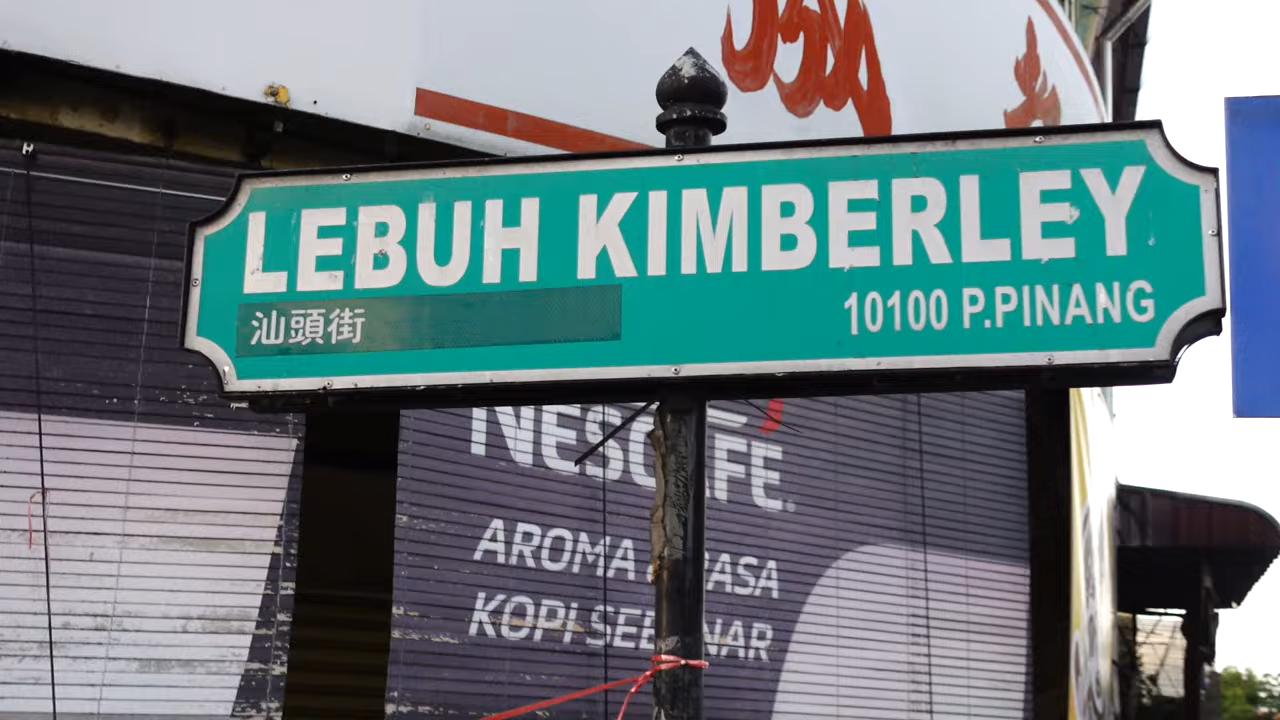 LEBUH KIMBERLEY
汕頭街
10100 P.PINANG
NESCAFE
AROMA
KOPI